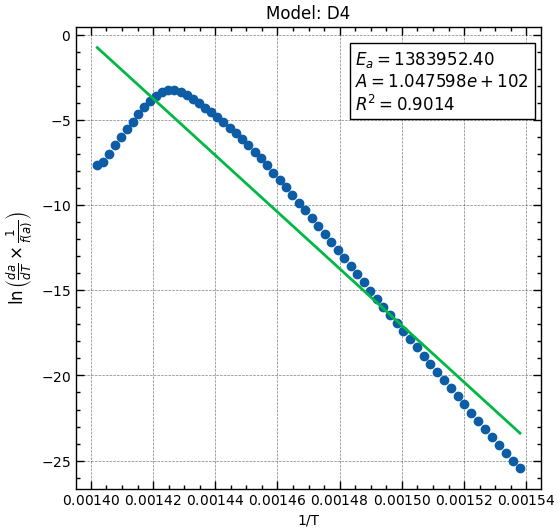 Model: D4
E_a = 1383952.40
A = 1.047598e + 102
R^2 = 0.9014
ln (da/dT × 1/f(a))
0
−5
−10
−15
−20
−25
0.00140 0.00142 0.00144 0.00146 0.00148 0.00150 0.00152 0.00154
1/T